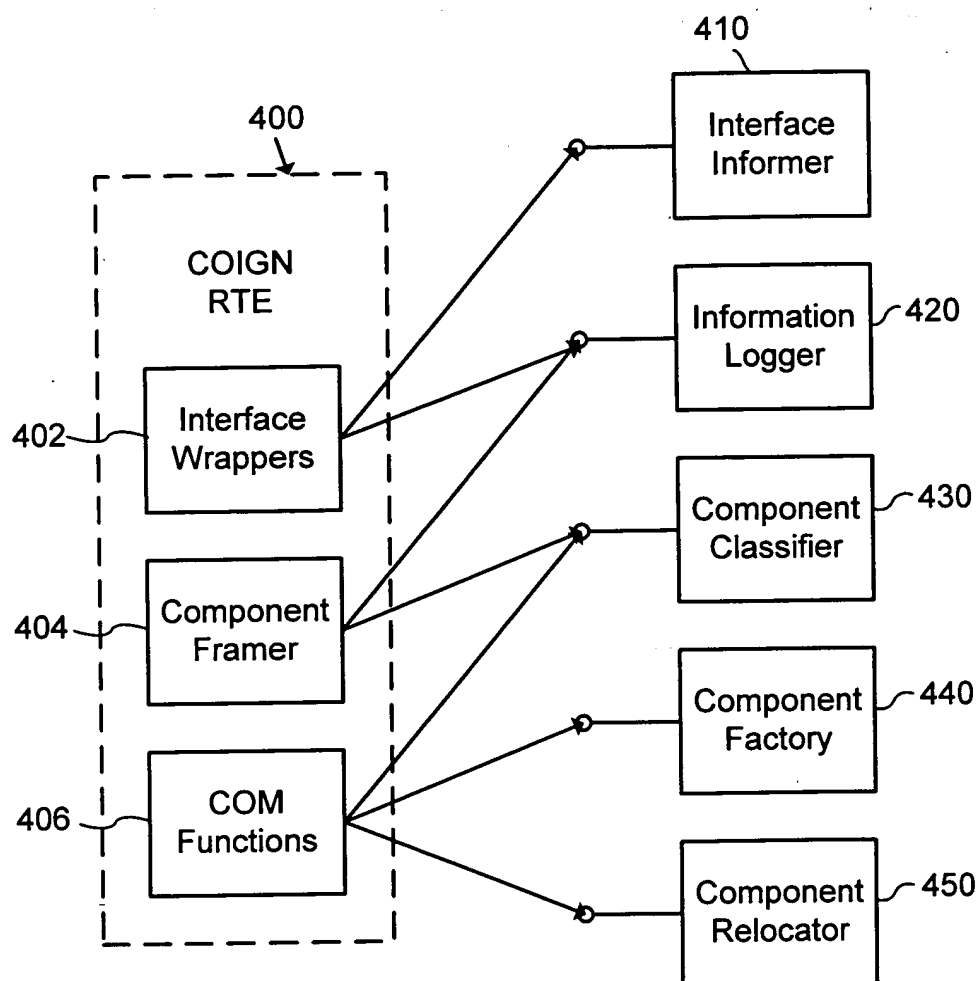 410
Interface
Informer
400
COIGN
RTE
Information
Logger
420
402
Interface
Wrappers
Component
Classifier
430
404
Component
Framer
Component
Factory
440
406
COM
Functions
Component
Relocator
450